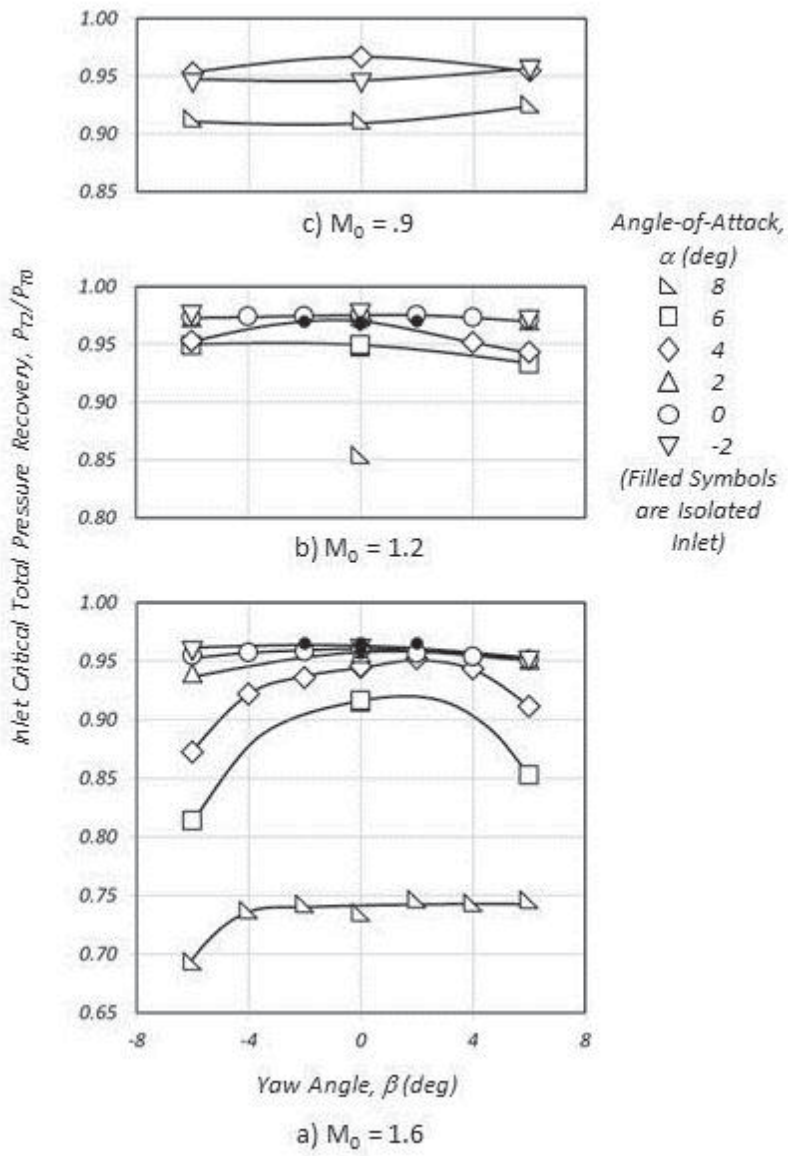 Inlet Critical Total Pressure Recovery, P_T2/P_T0
1.00
0.95
0.90
0.85
c) M₀ = .9
1.00
0.95
0.90
0.85
0.80
b) M₀ = 1.2
1.00
0.95
0.90
0.85
0.80
0.75
0.70
0.65
-8
-4
0
4
8
Yaw Angle, β (deg)
a) M₀ = 1.6
Angle-of-Attack,
α (deg)
8
6
4
2
0
-2
(Filled Symbols
are Isolated
Inlet)